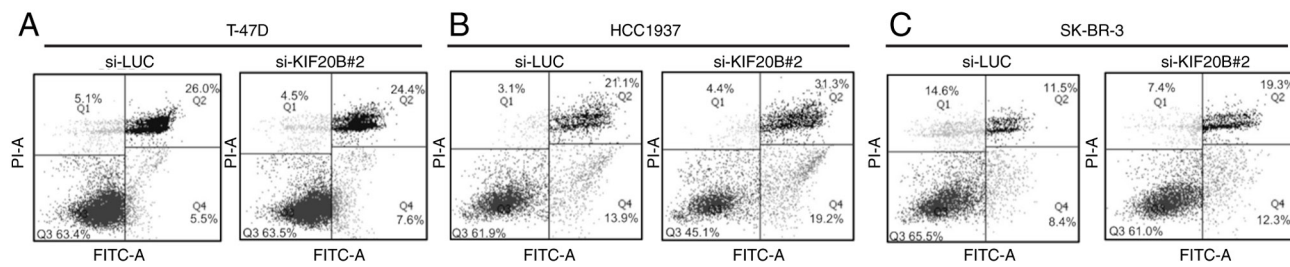 A
T-47D
si-LUC
si-KIF20B#2
PI-A
5.1%
Q1
26.0%
Q2
Q3 63.4%
Q4
5.5%
FITC-A
PI-A
4.5%
Q1
24.4%
Q2
Q3 63.5%
Q4
7.6%
FITC-A
B
HCC1937
si-LUC
si-KIF20B#2
PI-A
3.1%
Q1
21.1%
Q2
Q3 61.9%
Q4
13.9%
FITC-A
PI-A
4.4%
Q1
31.3%
Q2
Q3 45.1%
Q4
19.2%
FITC-A
C
SK-BR-3
si-LUC
si-KIF20B#2
PI-A
14.6%
Q1
11.5%
Q2
Q3 65.5%
Q4
8.4%
FITC-A
PI-A
7.4%
Q1
19.3%
Q2
Q3 61.0%
Q4
12.3%
FITC-A